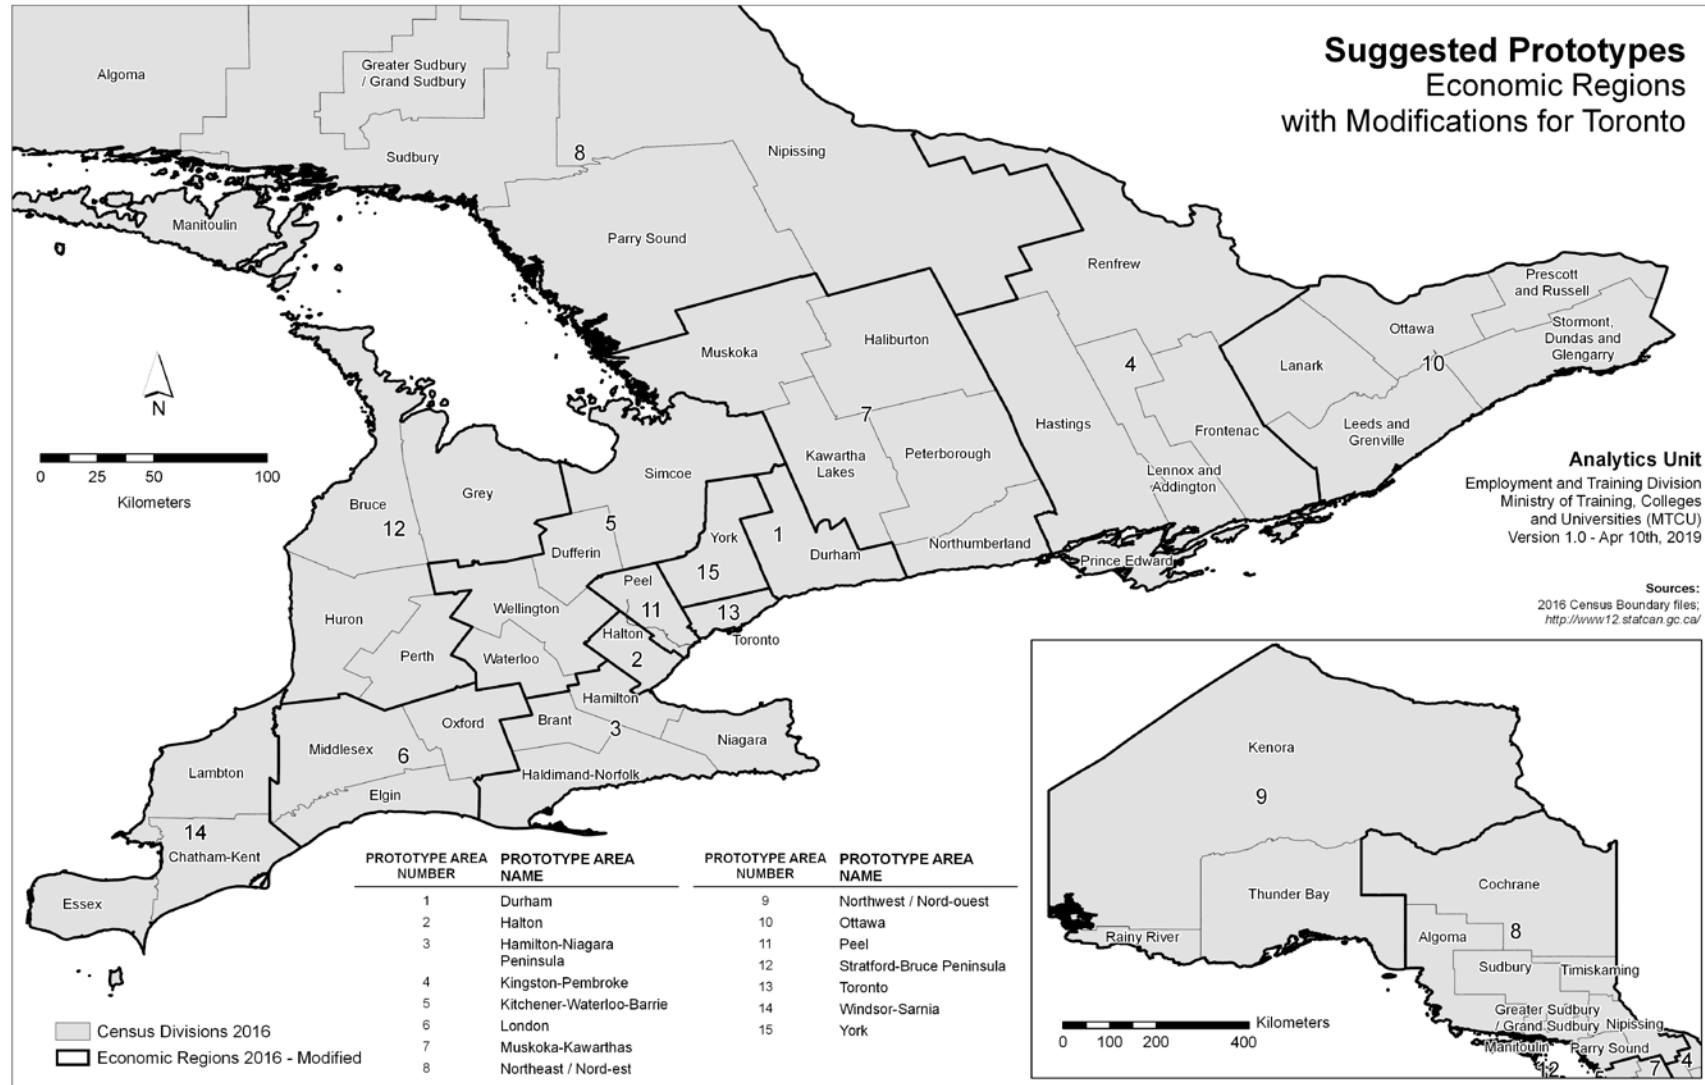 Suggested Prototypes
Economic Regions
with Modifications for Toronto
Algoma
Greater Sudbury
/ Grand Sudbury
Sudbury
8
Nipissing
Manitoulin
Parry Sound
Renfrew
Prescott
and Russell
Ottawa
Stormont,
Dundas and
Glengarry
Muskoka
Haliburton
4
Lanark
10
N
7
Hastings
Frontenac
Leeds and
Grenville
0 25 50 100
Kilometers
Bruce
Grey
12
Simcoe
Kawartha
Lakes
Peterborough
Lennox and
Addington
5
Dufferin
York
1
Durham
Northumberland
Prince Edward
15
Peel
11
13
Toronto
Huron
Wellington
Halton
2
Perth
Waterloo
Hamilton
Oxford
Brant
3
Niagara
Middlesex
6
Lambton
Haldimand-Norfolk
Elgin
14
Chatham-Kent
Essex
Analytics Unit
Employment and Training Division
Ministry of Training, Colleges
and Universities (MTCU)
Version 1.0 - Apr 10th, 2019
Sources:
2016 Census Boundary files;
http://www12.statcan.gc.ca/
Kenora
9
Thunder Bay
Cochrane
Rainy River
Algoma
8
Sudbury
Timiskaming
Greater Sudbury
/ Grand Sudbury
Nipissing
Manitoulin
Parry Sound
12
5
7
4
Kilometers
0 100 200 400
PROTOTYPE AREA NUMBER PROTOTYPE AREA NAME
1 Durham
2 Halton
3 Hamilton-Niagara
Peninsula
4 Kingston-Pembroke
5 Kitchener-Waterloo-Barrie
6 London
7 Muskoka-Kawarthas
8 Northeast / Nord-est
PROTOTYPE AREA NUMBER PROTOTYPE AREA NAME
9 Northwest / Nord-ouest
10 Ottawa
11 Peel
12 Stratford-Bruce Peninsula
13 Toronto
14 Windsor-Sarnia
15 York
Census Divisions 2016
Economic Regions 2016 - Modified